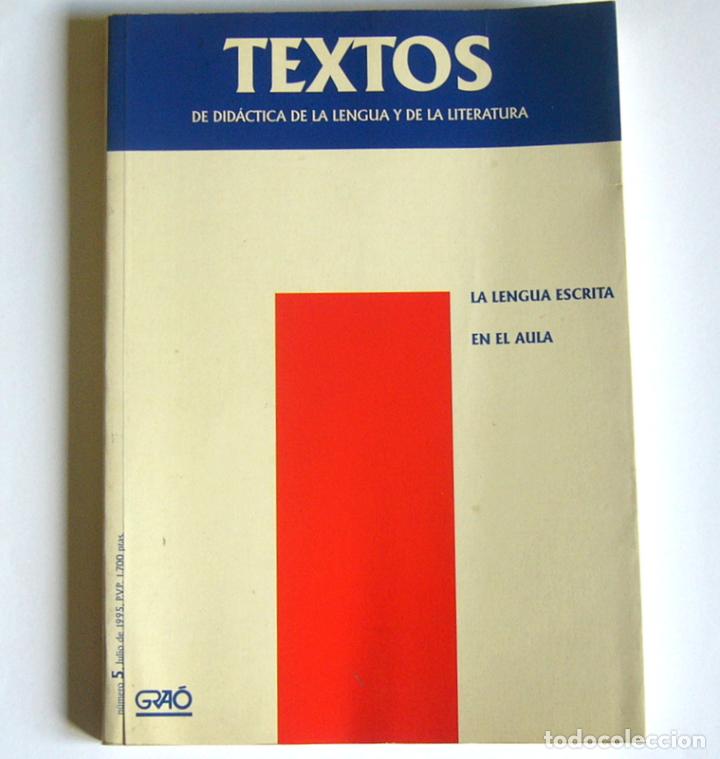 TEXTOS
DE DIDÁCTICA DE LA LENGUA Y DE LA LITERATURA
LA LENGUA ESCRITA
EN EL AULA
número 5, Julio de 1995, P.V.P. 1.700 ptas.
GRAÓ
todocoleccion